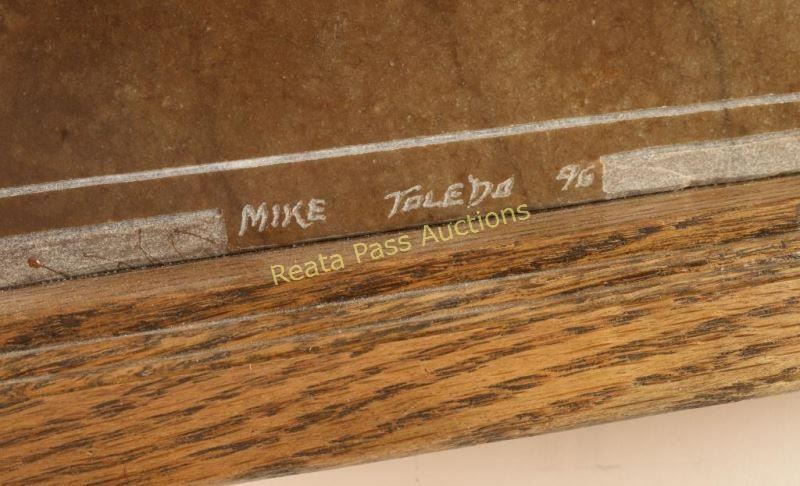 MIKE TOLEDO 96
Reata Pass Auctions